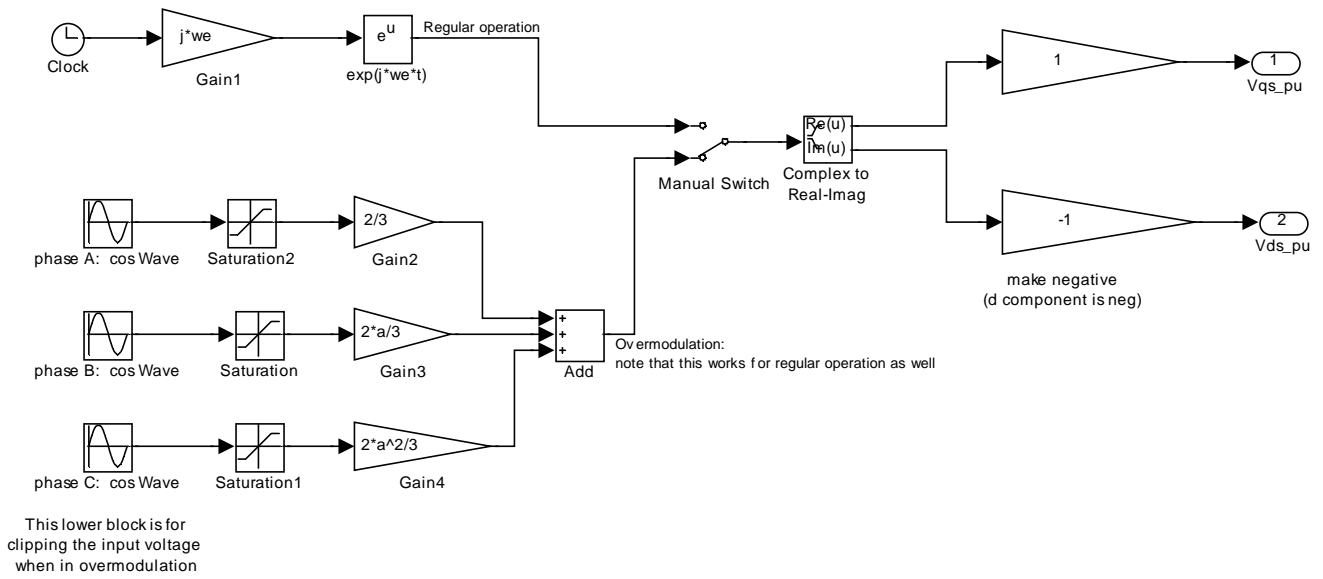 j*we
Clock
Gain1
e^u
exp(j*we*t)
Regular operation
Manual Switch
Re(u)
Im(u)
Complex to
Real-Imag
1
1
Vqs_pu
-1
2
Vds_pu
make negative
(d component is neg)
phase A: cos Wave
Saturation2
2/3
Gain2
phase B: cos Wave
Saturation
2*a/3
Gain3
+
+
+
Add
Overmodulation:
note that this works for regular operation as well
phase C: cos Wave
Saturation1
2*a^2/3
Gain4
This lower block is for
clipping the input voltage
when in overmodulation